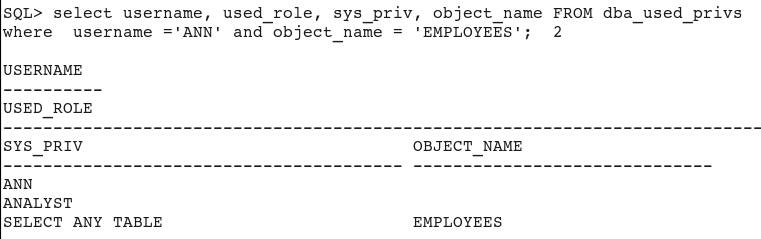 SQL> select username, used_role, sys_priv, object_name FROM dba_used_privs
where  username ='ANN' and object_name = 'EMPLOYEES';  2
USERNAME
----------
USED_ROLE
----------------------------------------------------------------------------
SYS_PRIV                                 OBJECT_NAME
---------------------------------------- ------------------------------
ANN
ANALYST
SELECT ANY TABLE                         EMPLOYEES